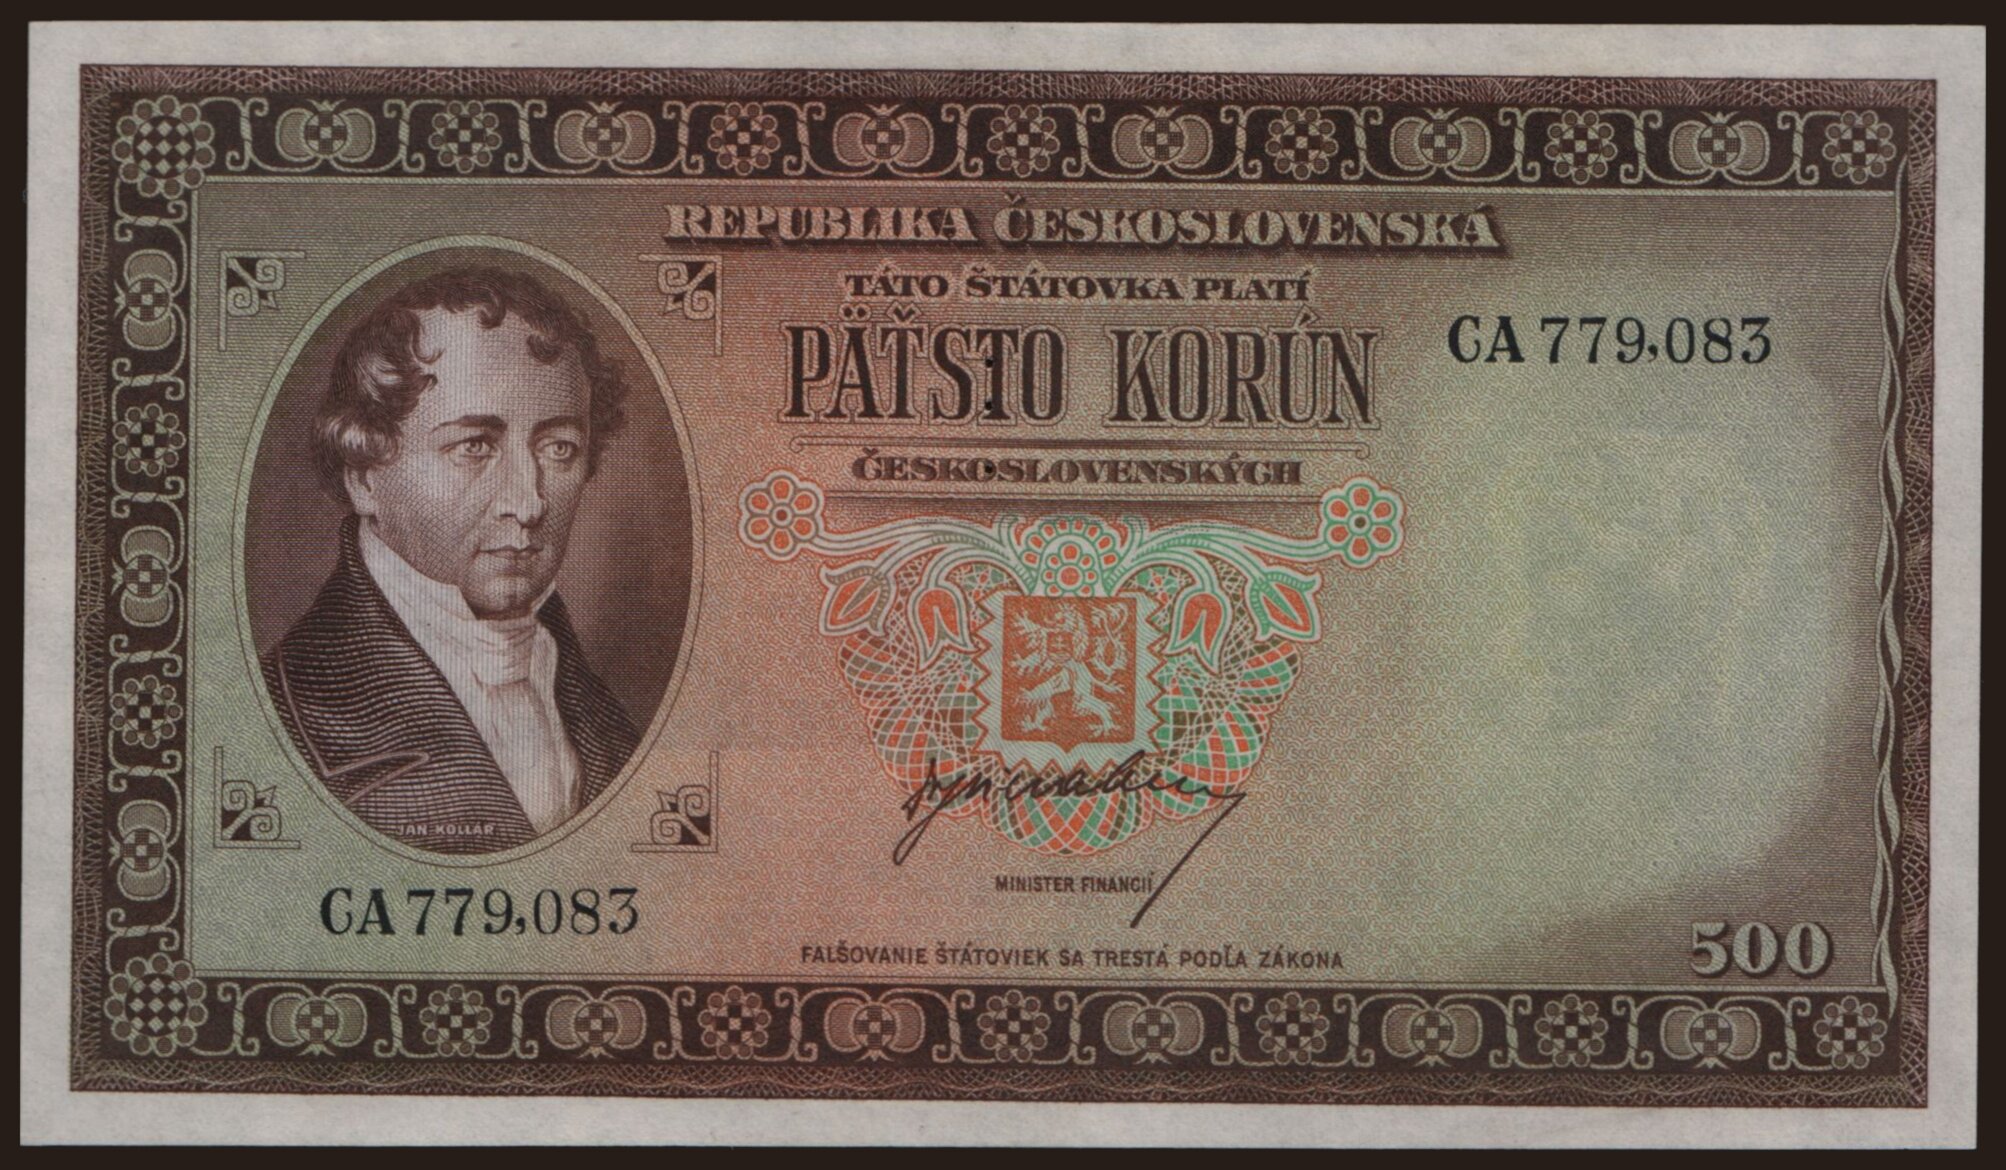 REPUBLIKA ČESKOSLOVENSKÁ
TÁTO ŠTÁTOVKA PLATÍ
PÄŤSTO KORÚN
ČESKOSLOVENSKÝCH
CA 779,083
JÁN KOLLÁR
CA 779,083
MINISTER FINANCIÍ
FALŠOVANIE ŠTÁTOVIEK SA TRESTÁ PODĽA ZÁKONA
500